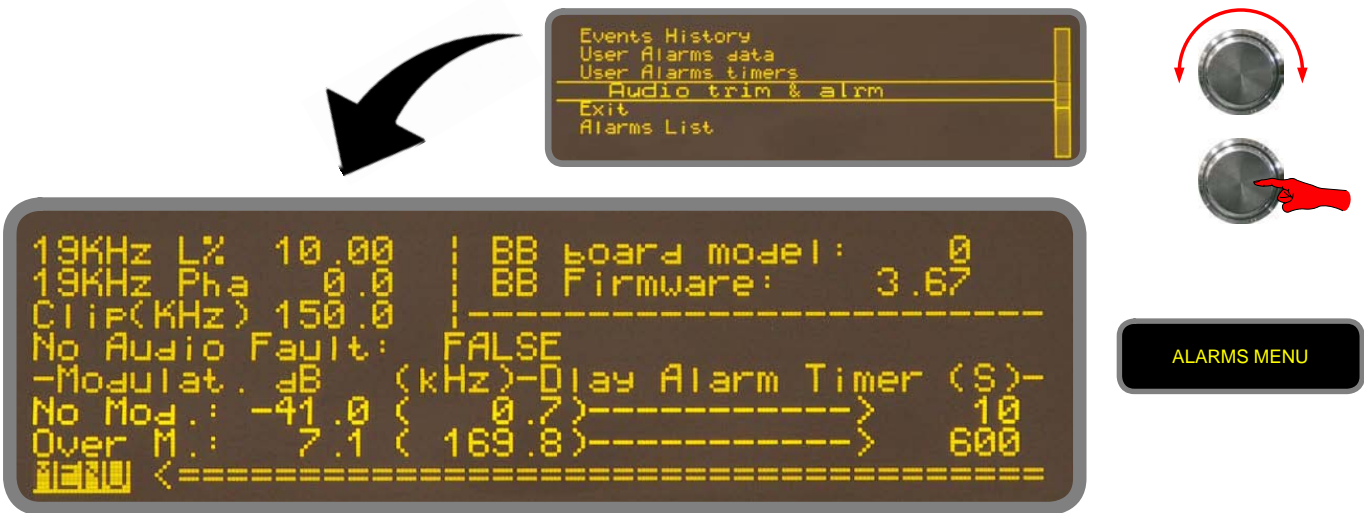 Events History
User Alarms data
User Alarms timers
Audio trim & alrm
Exit
Alarms List
19KHz L% 10.00 ¦ BB board model: 0
19KHz Pha 0.0 ¦ BB Firmware: 3.67
Clip(KHz) 150.0 ¦------------------------------
No Audio Fault: FALSE
-Modulat. dB (kHz)-Dlay Alarm Timer (S)-
No Mod.: -41.0 ( 0.7)-------------> 10
Over M.: 7.1 ( 169.8)-------------> 600
MENU <====================================
ALARMS MENU